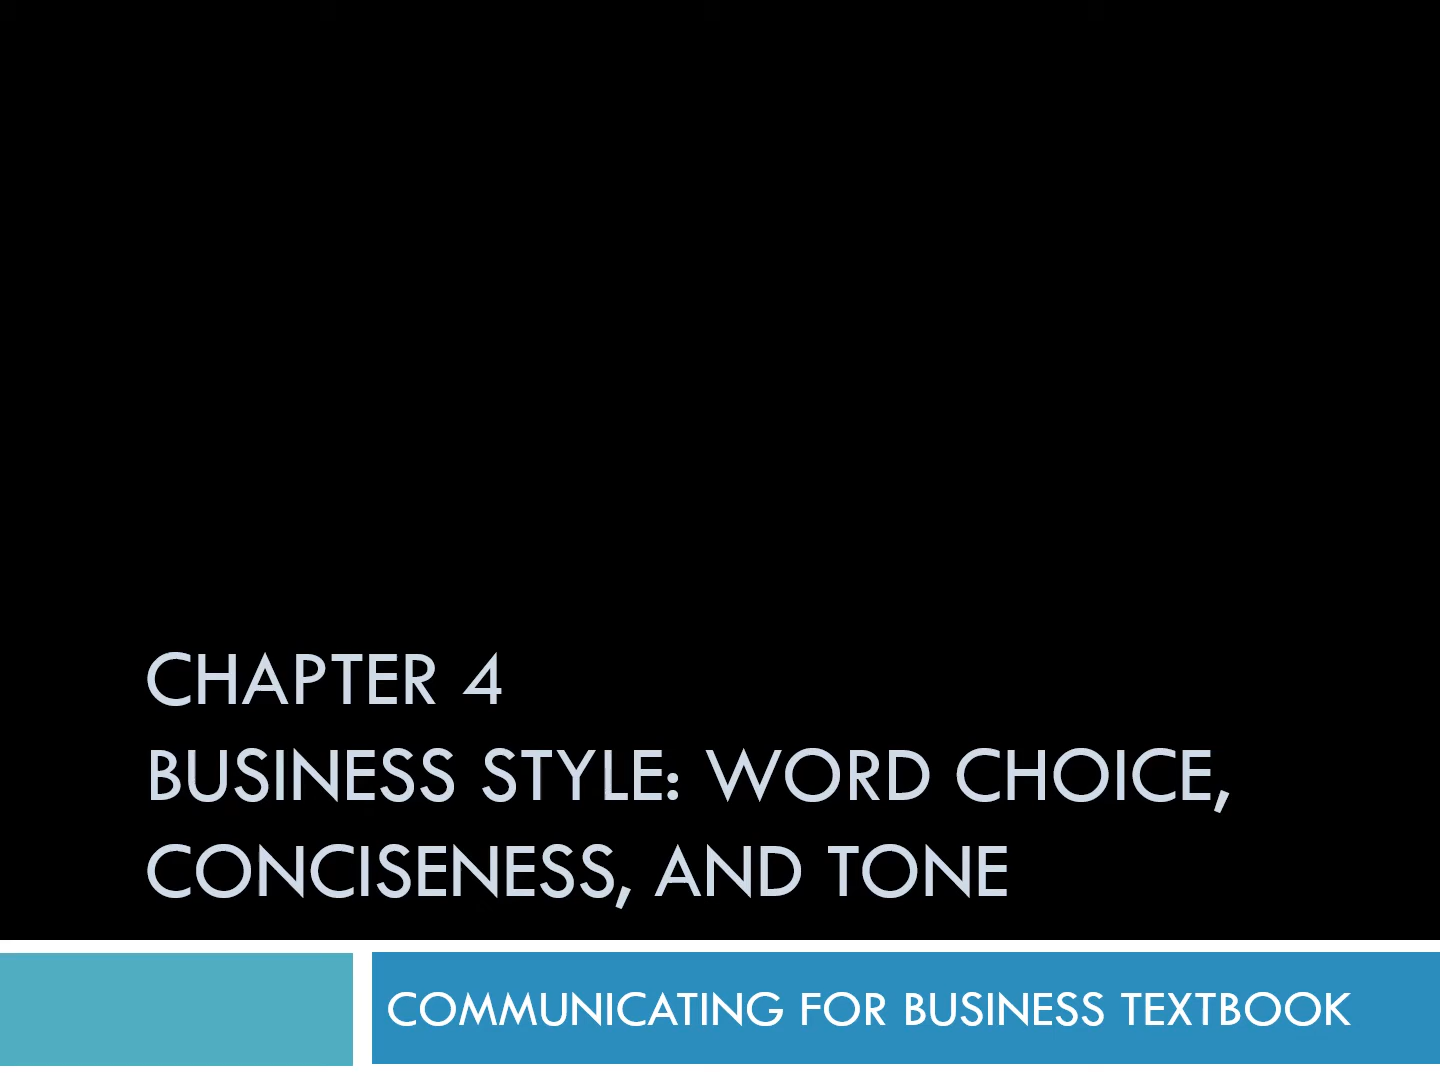 CHAPTER 4
BUSINESS STYLE: WORD CHOICE,
CONCISENESS, AND TONE
COMMUNICATING FOR BUSINESS TEXTBOOK